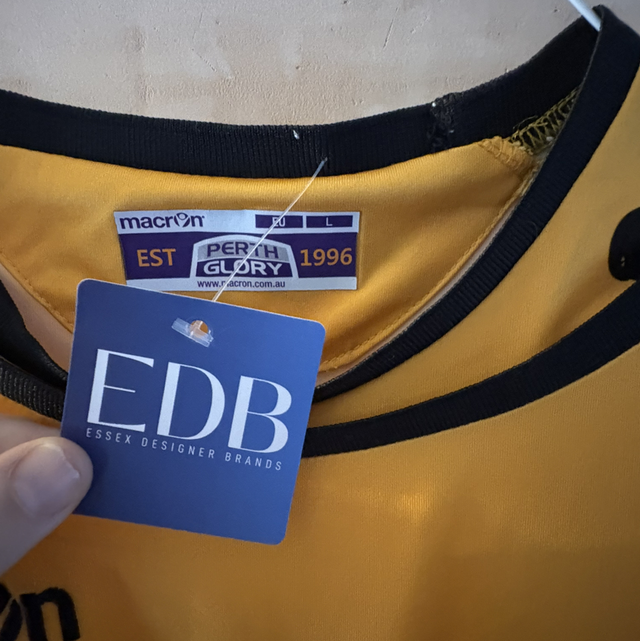 macron EU L
EST PERTH GLORY 1996
www.macron.com.au
EDB
ESSEX DESIGNER BRANDS